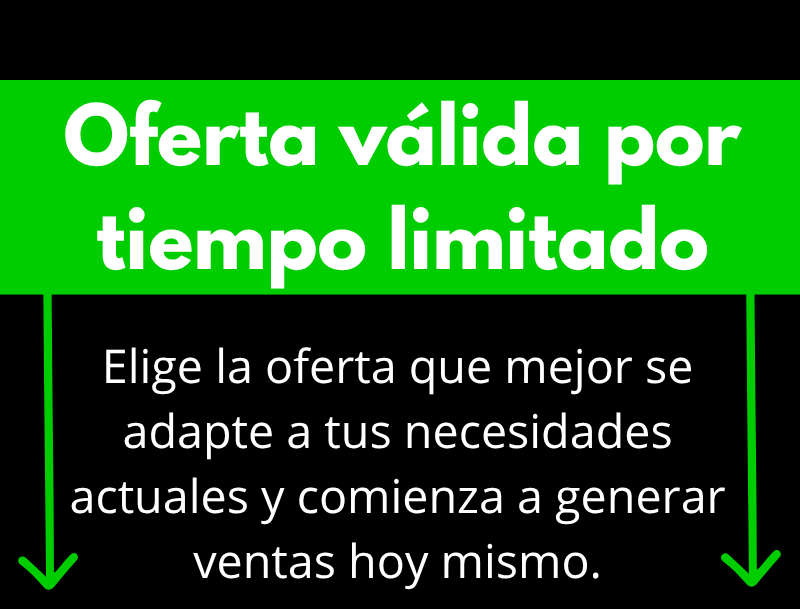 Oferta válida por
tiempo limitado
Elige la oferta que mejor se
adapte a tus necesidades
actuales y comienza a generar
ventas hoy mismo.